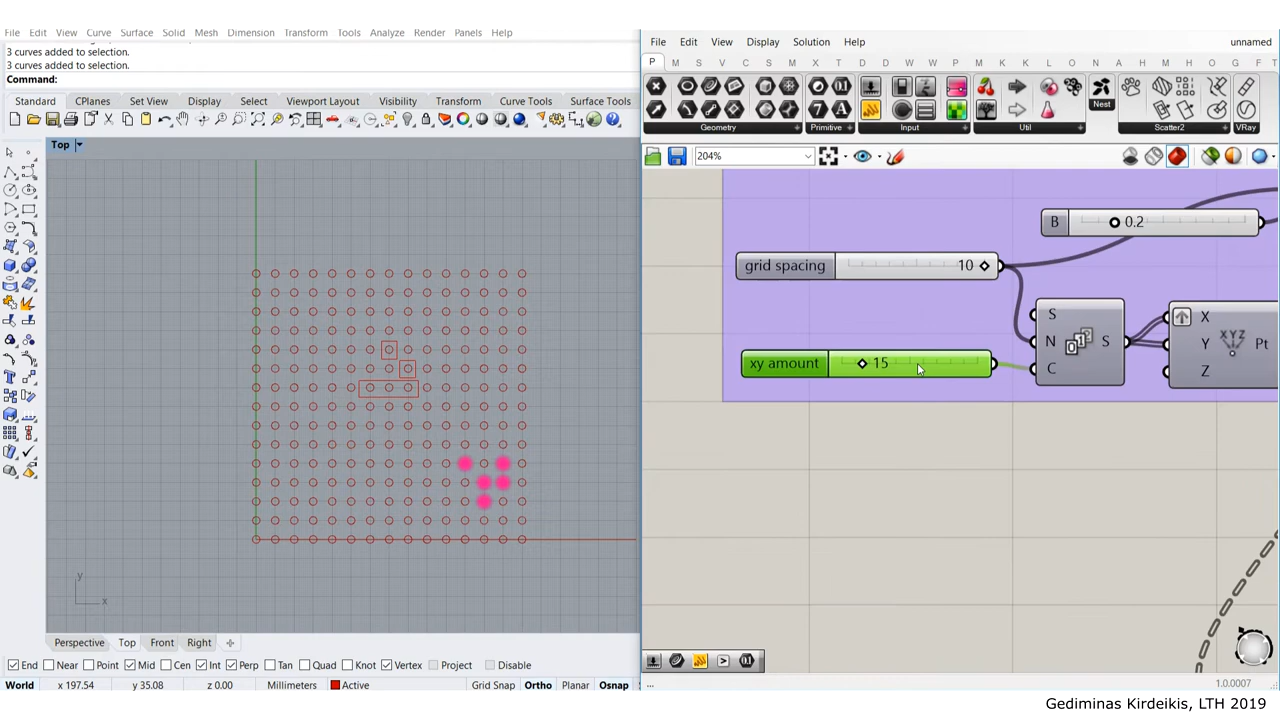 File Edit View Curve Surface Solid Mesh Dimension Transform Tools Analyze Render Panels Help
3 curves added to selection.
3 curves added to selection.
Command:
Standard CPlanes Set View Display Select Viewport Layout Visibility Transform Curve Tools Surface Tools
Top
y
x
Perspective Top Front Right
End Near Point Mid Cen Int Perp Tan Quad Knot Vertex Project Disable
World x 197.54 y 35.08 z 0.00 Millimeters Active Grid Snap Ortho Planar Osnap
File Edit View Display Solution Help unnamed
P M S V C S M I D D W P M K K L O A W M O G F T
Geometry Primitive Input Util Nest Scatter2 VRay
204%
B 0.2
grid spacing 10
S
N S
C
xy amount 15
X
Y XYZ Pt
Z
...
1.0.0007
Gediminas Kirdeikis, LTH 2019